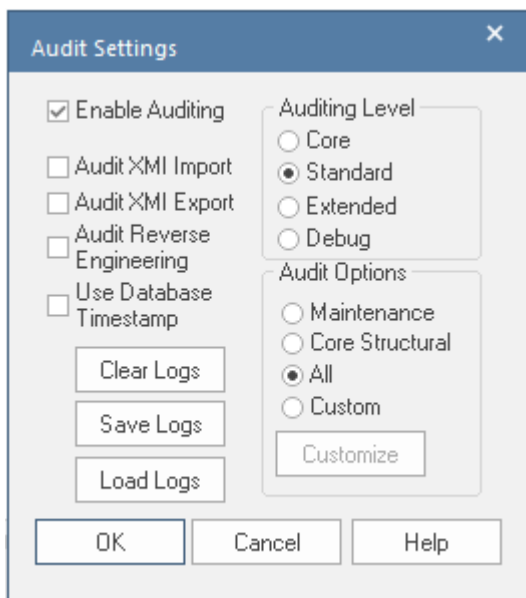 Audit Settings
Enable Auditing
Audit XMI Import
Audit XMI Export
Audit Reverse
Engineering
Use Database
Timestamp
Clear Logs
Save Logs
Load Logs
Auditing Level
Core
Standard
Extended
Debug
Audit Options
Maintenance
Core Structural
All
Custom
Customize
OK
Cancel
Help